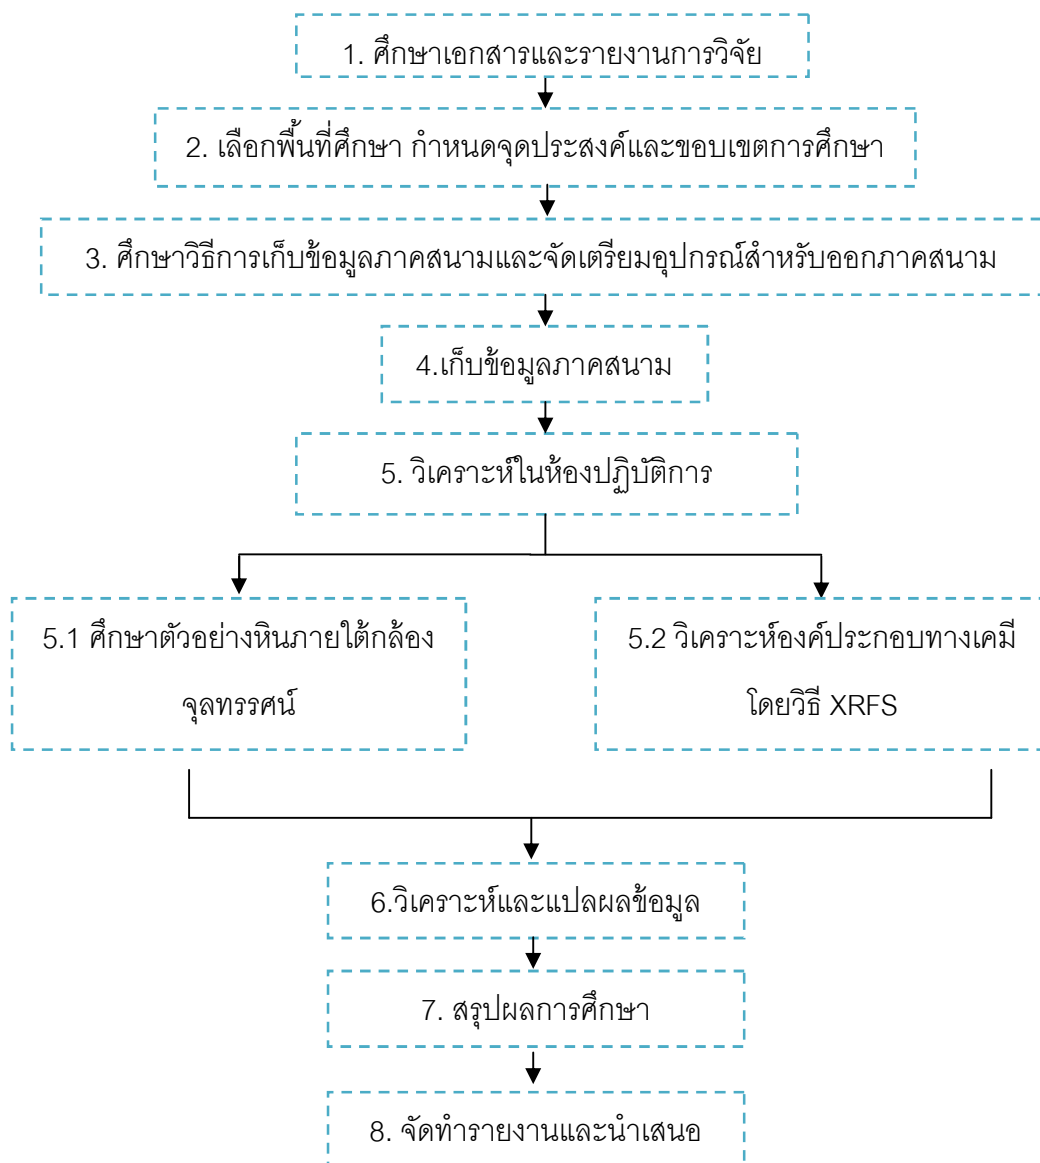 1. ศึกษาเอกสารและรายงานการวิจัย
2. เลือกพื้นที่ศึกษา กำหนดจุดประสงค์และขอบเขตการศึกษา
3. ศึกษาวิธีการเก็บข้อมูลภาคสนามและจัดเตรียมอุปกรณ์สำหรับออกภาคสนาม
4.เก็บข้อมูลภาคสนาม
5. วิเคราะห์ในห้องปฏิบัติการ
5.1 ศึกษาตัวอย่างหินภายใต้กล้อง
จุลทรรศน์
5.2 วิเคราะห์องค์ประกอบทางเคมี
โดยวิธี XRFS
6.วิเคราะห์และแปลผลข้อมูล
7. สรุปผลการศึกษา
8. จัดทำรายงานและนำเสนอ